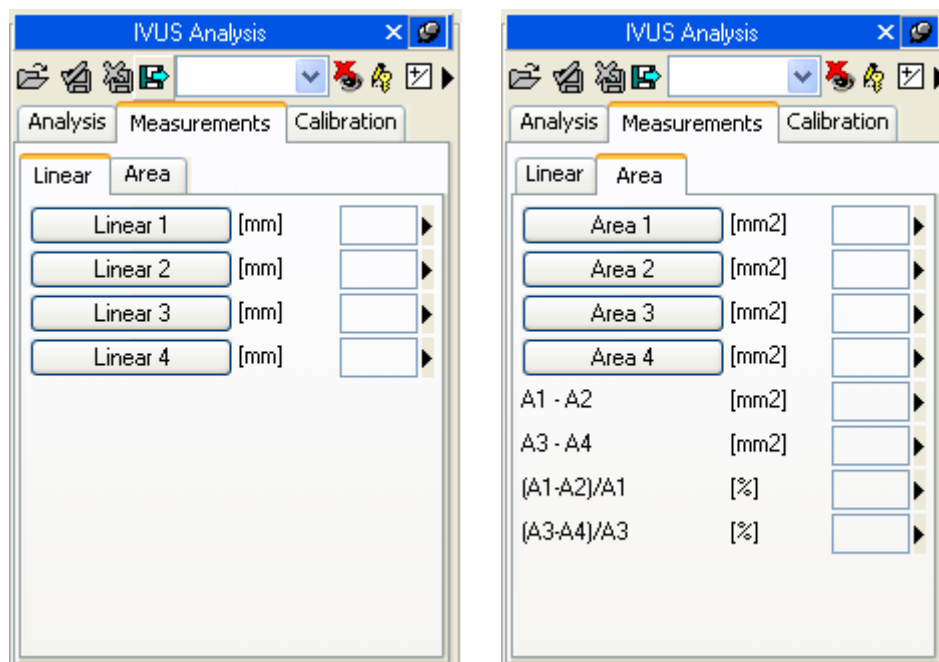 IVUS Analysis
Analysis Measurements Calibration
Linear Area
Linear 1 [mm]
Linear 2 [mm]
Linear 3 [mm]
Linear 4 [mm]
IVUS Analysis
Analysis Measurements Calibration
Linear Area
Area 1 [mm2]
Area 2 [mm2]
Area 3 [mm2]
Area 4 [mm2]
A1 - A2 [mm2]
A3 - A4 [mm2]
(A1-A2)/A1 [%]
(A3-A4)/A3 [%]